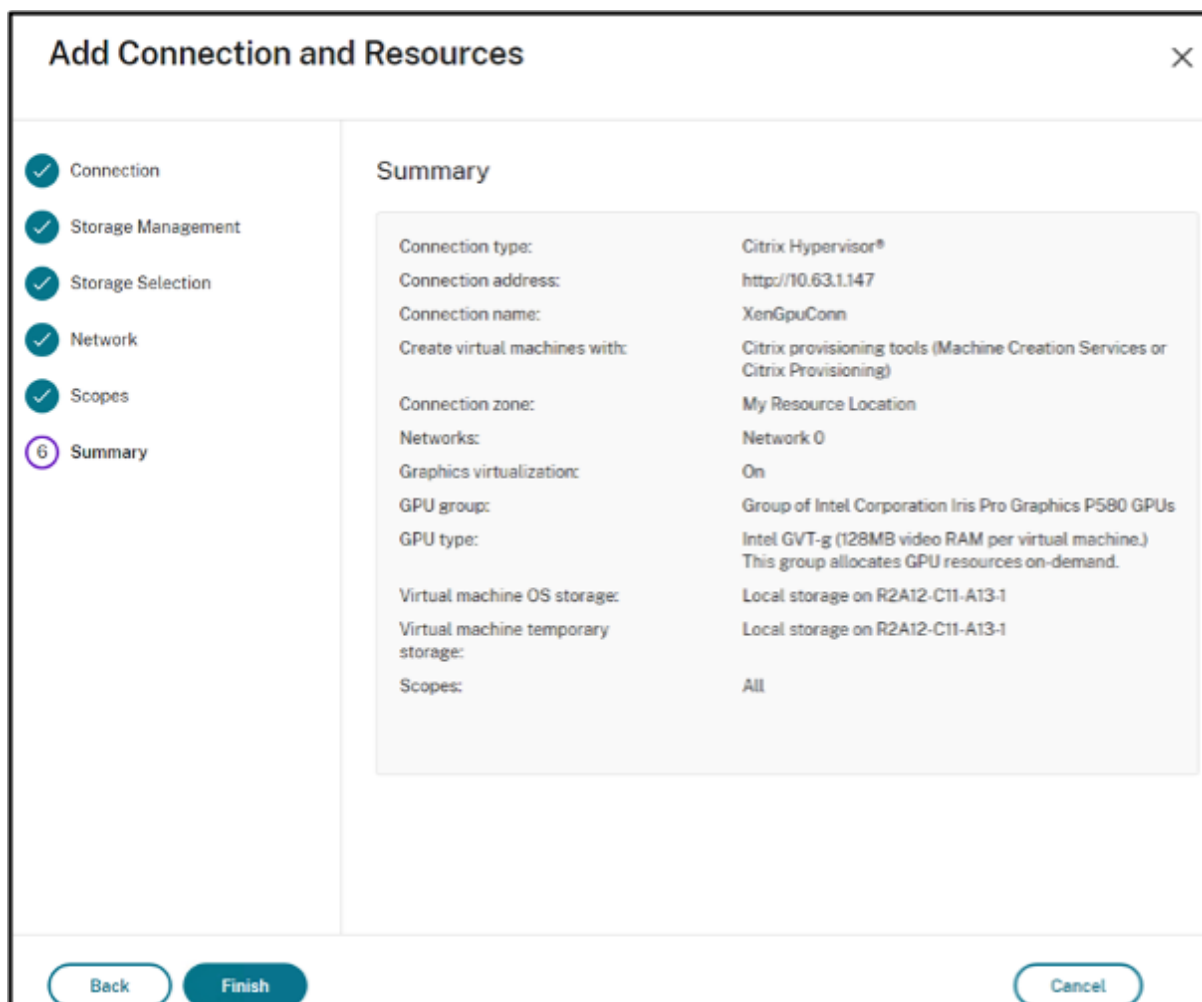 Add Connection and Resources
Connection
Storage Management
Storage Selection
Network
Scopes
6 Summary
Summary
Connection type: Citrix Hypervisor®
Connection address: http://10.63.1.147
Connection name: XenGpuConn
Create virtual machines with: Citrix provisioning tools (Machine Creation Services or
Citrix Provisioning)
Connection zone: My Resource Location
Networks: Network 0
Graphics virtualization: On
GPU group: Group of Intel Corporation Iris Pro Graphics P580 GPUs
GPU type: Intel GVT-g (128MB video RAM per virtual machine.)
This group allocates GPU resources on-demand.
Virtual machine OS storage: Local storage on R2A12-C11-A13-1
Virtual machine temporary Local storage on R2A12-C11-A13-1
storage:
Scopes: All
Back Finish Cancel